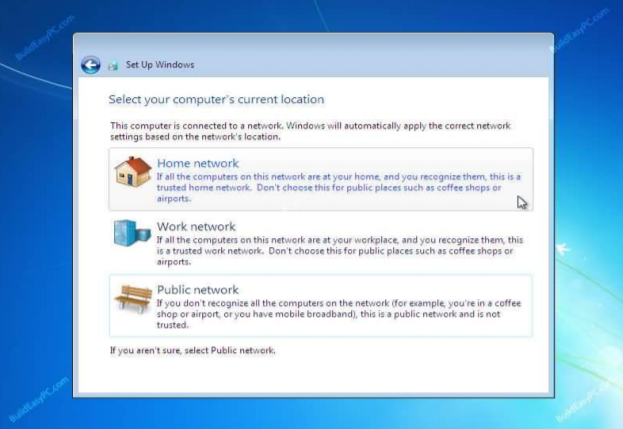 BuildEasyPC.com
BuildEasyPC.com
Set Up Windows
Select your computer's current location
This computer is connected to a network. Windows will automatically apply the correct network
settings based on the network's location.
Home network
If all the computers on this network are at your home, and you recognize them, this is a
trusted home network. Don't choose this for public places such as coffee shops or
airports.
Work network
If all the computers on this network are at your workplace, and you recognize them, this
is a trusted work network. Don't choose this for public places such as coffee shops or
airports.
Public network
If you don't recognize all the computers on the network (for example, you're in a coffee
shop or airport, or you have mobile broadband), this is a public network and is not
trusted.
If you aren't sure, select Public network.
BuildEasyPC.com
BuildEasyPC.com